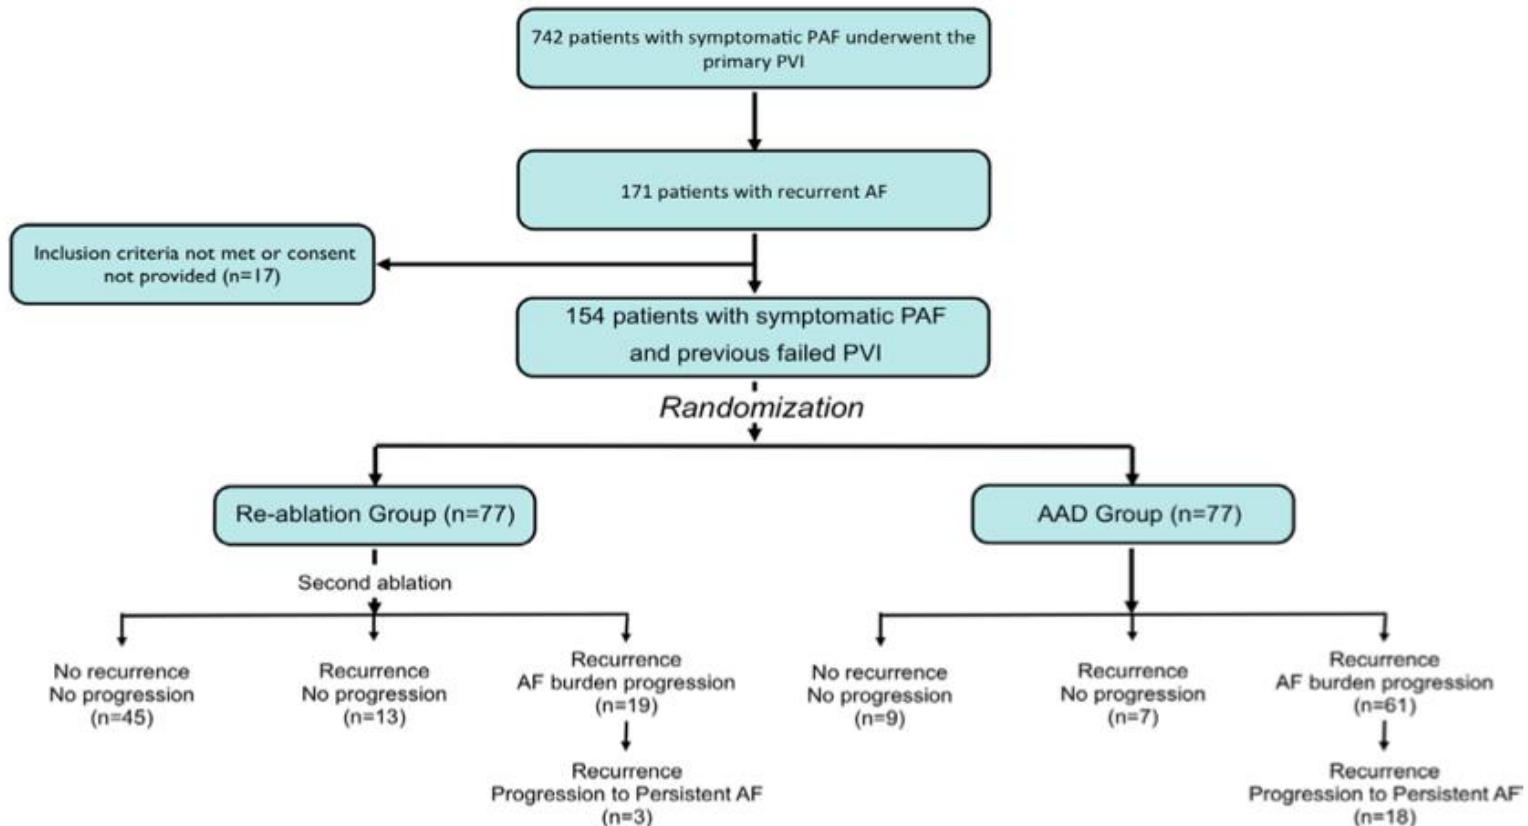 742 patients with symptomatic PAF underwent the
primary PVI
171 patients with recurrent AF
Inclusion criteria not met or consent
not provided (n=17)
154 patients with symptomatic PAF
and previous failed PVI
Randomization
Re-ablation Group (n=77)
AAD Group (n=77)
Second ablation
No recurrence
No progression
(n=45)
Recurrence
No progression
(n=13)
Recurrence
AF burden progression
(n=19)
Recurrence
Progression to Persistent AF
(n=3)
No recurrence
No progression
(n=9)
Recurrence
No progression
(n=7)
Recurrence
AF burden progression
(n=61)
Recurrence
Progression to Persistent AF
(n=18)